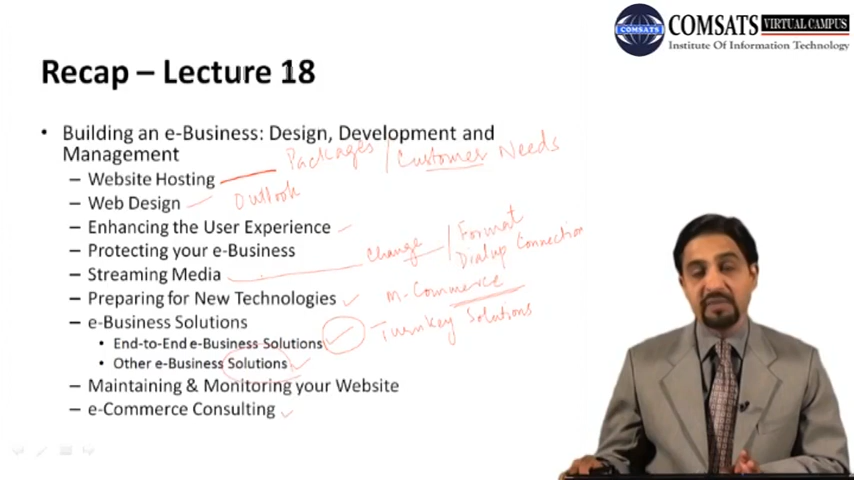 COMSATS
COMSATS VIRTUAL CAMPUS
Institute Of Information Technology
Recap – Lecture 18
• Building an e-Business: Design, Development and
Management
– Website Hosting
Packages / Customer Needs
– Web Design
Outlook
– Enhancing the User Experience
– Protecting your e-Business
– Streaming Media
Change / Format
Dialup Connection
– Preparing for New Technologies
m-Commerce
– e-Business Solutions
• End-to-End e-Business Solutions
Turnkey Solutions
• Other e-Business Solutions
– Maintaining & Monitoring your Website
– e-Commerce Consulting